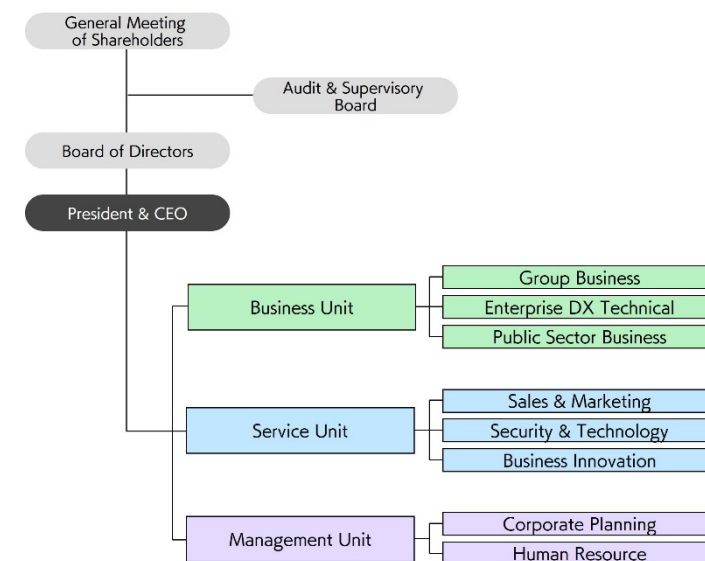 General Meeting
of Shareholders
Audit & Supervisory
Board
Board of Directors
President & CEO
Group Business
Business Unit
Enterprise DX Technical
Public Sector Business
Sales & Marketing
Service Unit
Security & Technology
Business Innovation
Corporate Planning
Management Unit
Human Resource